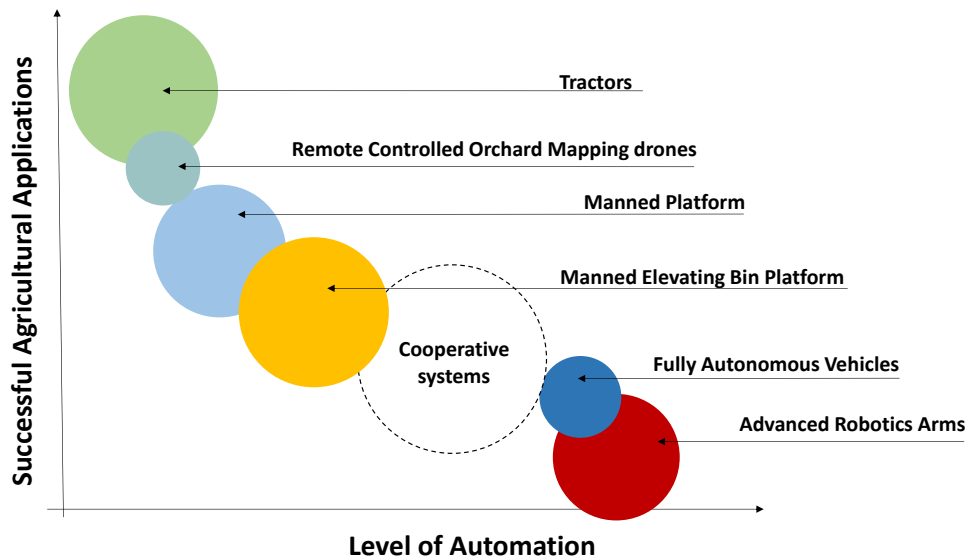 Successful Agricultural Applications
Tractors
Remote Controlled Orchard Mapping drones
Manned Platform
Manned Elevating Bin Platform
Cooperative
systems
Fully Autonomous Vehicles
Advanced Robotics Arms
Level of Automation